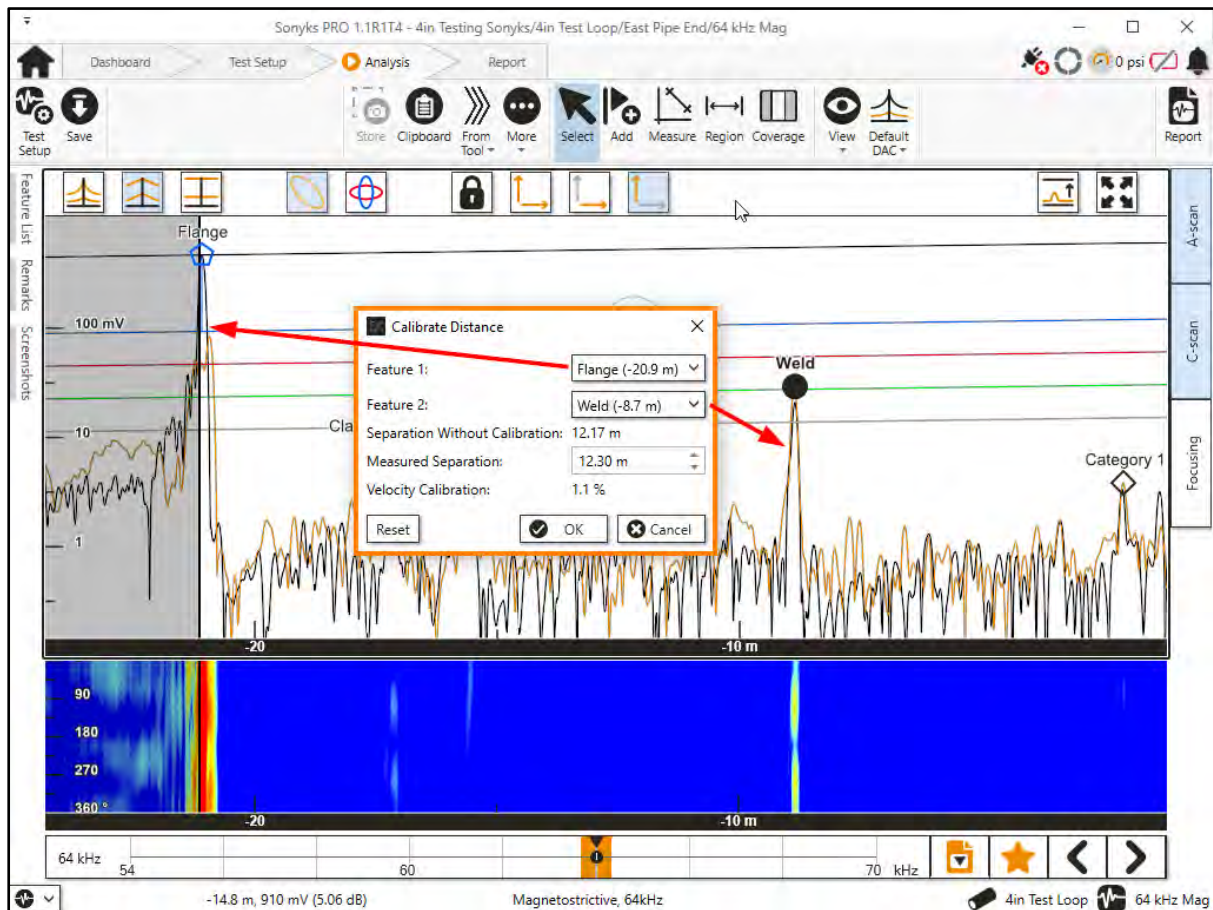 Sonyks PRO 1.1R1T4 - 4in Testing Sonyks/4in Test Loop/East Pipe End/64 kHz Mag
Dashboard Test Setup Analysis Report 0 psi
Test Setup Save Store Clipboard From Tool More Select Add Measure Region Coverage View Default DAC Report
Feature List
Remarks
Screenshots
A-scan
C-scan
Focusing
Flange
100 mV
10
1
Cla
Weld
Category 1
Calibrate Distance
Feature 1: Flange (-20.9 m)
Feature 2: Weld (-8.7 m)
Separation Without Calibration: 12.17 m
Measured Separation: 12.30 m
Velocity Calibration: 1.1 %
Reset OK Cancel
-20 -10 m
90
180
270
360 °
-20 -10 m
64 kHz 54 60 70 kHz
-14.8 m, 910 mV (5.06 dB) Magnetostrictive, 64kHz 4in Test Loop 64 kHz Mag